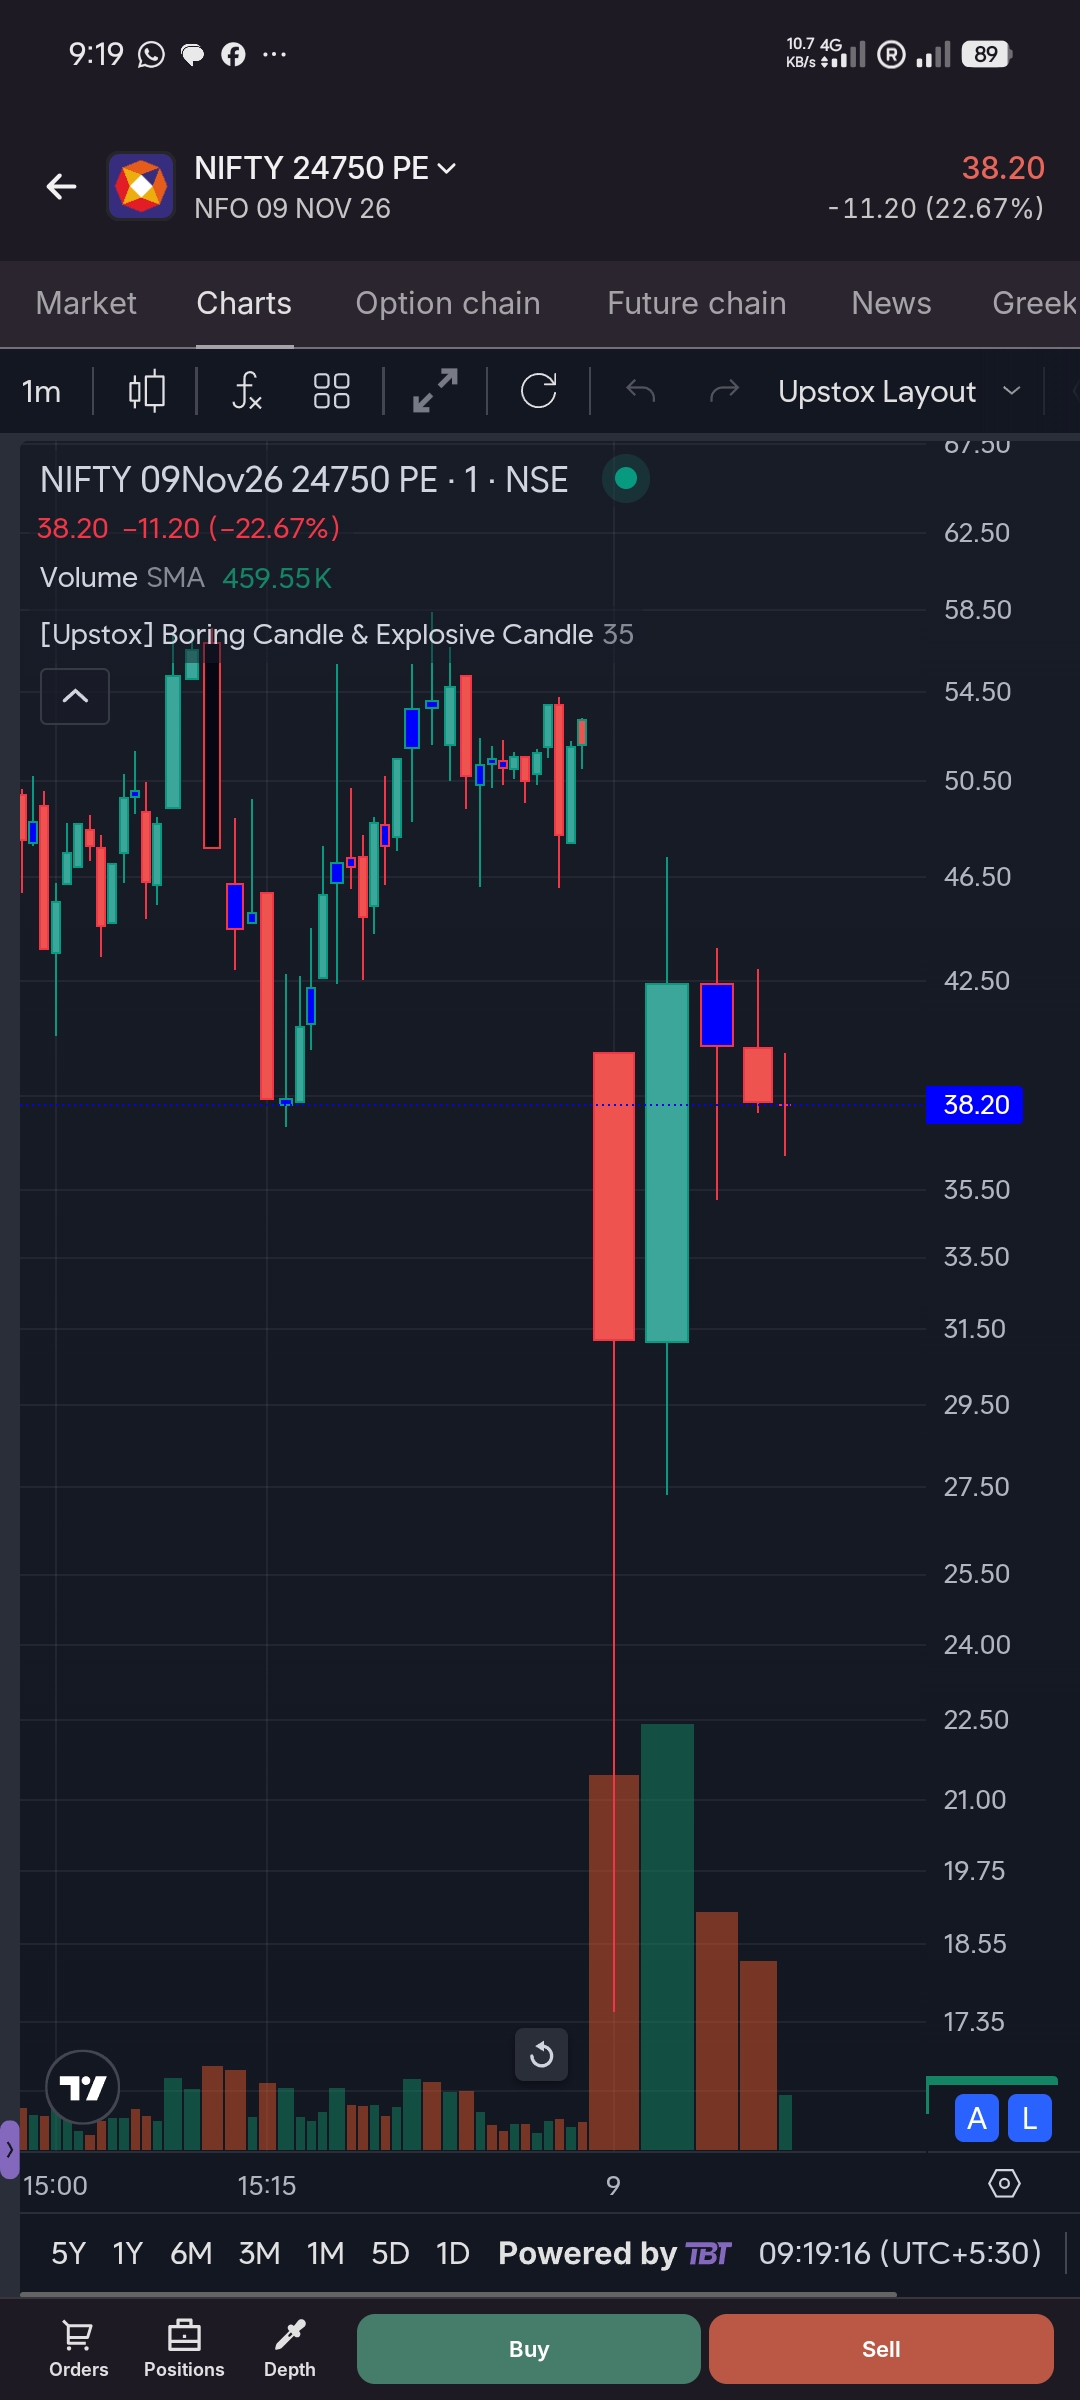 9:19 ... 10.7 KB/s 4G R 89
NIFTY 24750 PE 38.20
NFO 09 NOV 26 -11.20 (22.67%)
Market Charts Option chain Future chain News Greek
1m fx Upstox Layout
67.50
NIFTY 09Nov26 24750 PE · 1 · NSE
38.20 −11.20 (−22.67%)
62.50
Volume SMA 459.55K
58.50
[Upstox] Boring Candle & Explosive Candle 35
54.50
50.50
46.50
42.50
38.20
35.50
33.50
31.50
29.50
27.50
25.50
24.00
22.50
21.00
19.75
18.55
17.35
A L
15:00 15:15 9
5Y 1Y 6M 3M 1M 5D 1D Powered by TBT 09:19:16 (UTC+5:30)
Orders Positions Depth Buy Sell